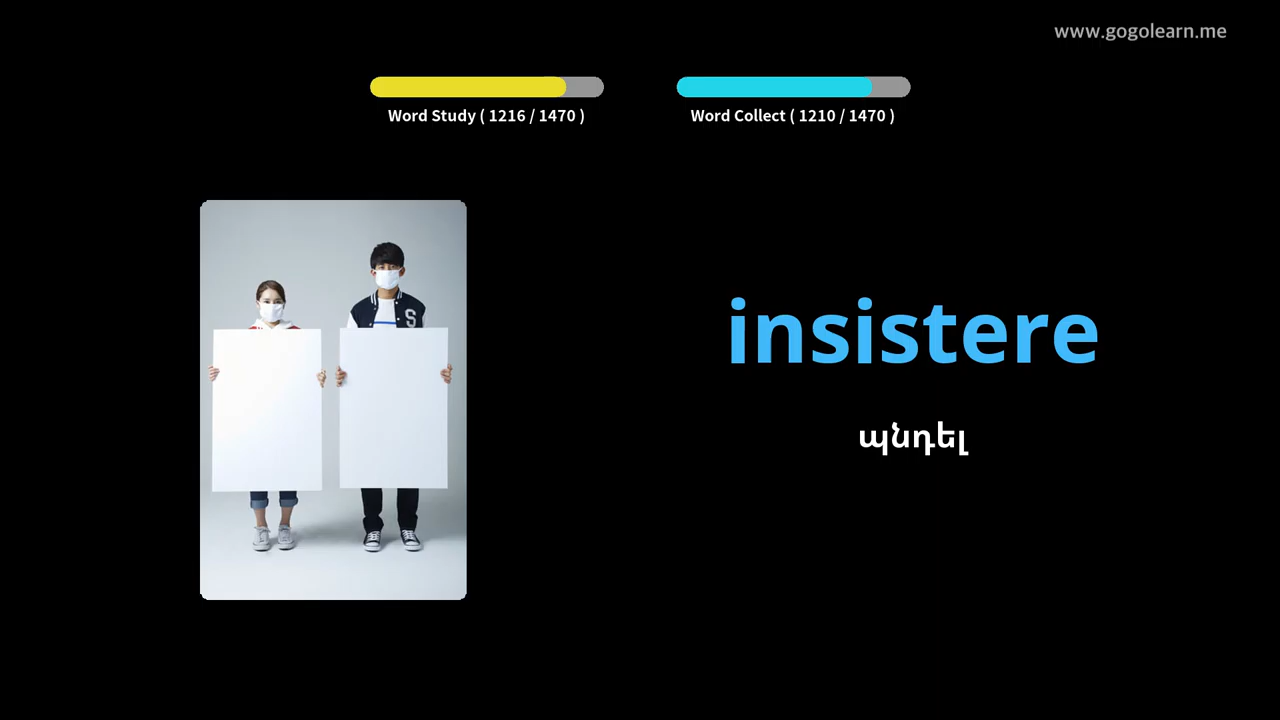 www.gogolearn.me
Word Study ( 1216 / 1470 )
Word Collect ( 1210 / 1470 )
S
insistere
պնդել